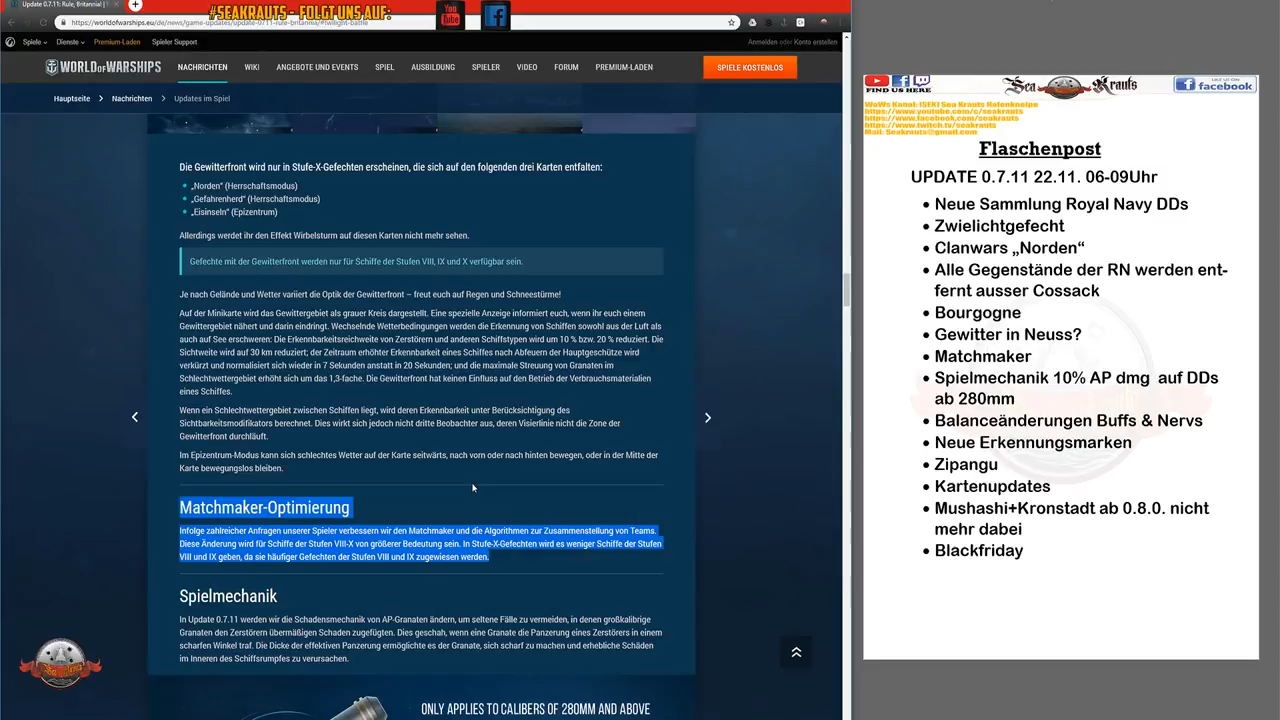 Update 0.7.11: Rule, Britannia! |
#SEAKRAUTS - FOLGT UNS AUF:
You Tube
https://worldofwarships.eu/de/news/game-updates/update-0711-rule-britannia/#twilight-battle
Spiele Dienste Premium-Laden Spieler Support
Anmelden oder Konto erstellen
WORLD OF WARSHIPS
NACHRICHTEN WIKI ANGEBOTE UND EVENTS SPIEL AUSBILDUNG SPIELER VIDEO FORUM PREMIUM-LADEN
SPIELE KOSTENLOS
Hauptseite > Nachrichten > Updates im Spiel
Die Gewitterfront wird nur in Stufe-X-Gefechten erscheinen, die sich auf den folgenden drei Karten entfalten:
„Norden“ (Herrschaftsmodus)
„Gefahrenherd“ (Herrschaftsmodus)
„Eisinseln“ (Epizentrum)
Allerdings werdet ihr den Effekt Wirbelsturm auf diesen Karten nicht mehr sehen.
Gefechte mit der Gewitterfront werden nur für Schiffe der Stufen VIII, IX und X verfügbar sein.
Je nach Gelände und Wetter variiert die Optik der Gewitterfront – freut euch auf Regen und Schneestürme!
Auf der Minikarte wird das Gewittergebiet als grauer Kreis dargestellt. Eine spezielle Anzeige informiert euch, wenn ihr euch einem
Gewittergebiet nähert und darin eindringt. Wechselnde Wetterbedingungen werden die Erkennung von Schiffen sowohl aus der Luft als
auch auf See erschweren: Die Erkennbarkeitsreichweite von Zerstörern und anderen Schiffstypen wird um 10 % bzw. 20 % reduziert. Die
Sichtweite wird auf 30 km reduziert; der Zeitraum erhöhter Erkennbarkeit eines Schiffes nach Abfeuern der Hauptgeschütze wird
verkürzt und normalisiert sich wieder in 7 Sekunden anstatt in 20 Sekunden; und die maximale Streuung von Granaten im
Schlechtwettergebiet erhöht sich um das 1,3-fache. Die Gewitterfront hat keinen Einfluss auf den Betrieb der Verbrauchsmaterialien
eines Schiffes.
Wenn ein Schlechtwettergebiet zwischen Schiffen liegt, wird deren Erkennbarkeit unter Berücksichtigung des
Sichtbarkeitsmodifikators berechnet. Dies wirkt sich jedoch nicht dritte Beobachter aus, deren Visierlinie nicht die Zone der
Gewitterfront durchläuft.
Im Epizentrum-Modus kann sich schlechtes Wetter auf der Karte seitwärts, nach vorn oder nach hinten bewegen, oder in der Mitte der
Karte bewegungslos bleiben.
Matchmaker-Optimierung
Infolge zahlreicher Anfragen unserer Spieler verbessern wir den Matchmaker und die Algorithmen zur Zusammenstellung von Teams.
Diese Änderung wird für Schiffe der Stufen VIII-X von größerer Bedeutung sein. In Stufe-X-Gefechten wird es weniger Schiffe der Stufen
VIII und IX geben, da sie häufiger Gefechten der Stufen VIII und IX zugewiesen werden.
Spielmechanik
In Update 0.7.11 werden wir die Schadensmechanik von AP-Granaten ändern, um seltene Fälle zu vermeiden, in denen großkalibrige
Granaten den Zerstörern übermäßigen Schaden zugefügten. Dies geschah, wenn eine Granate die Panzerung eines Zerstörers in einem
scharfen Winkel traf. Die Dicke der effektiven Panzerung ermöglichte es der Granate, sich scharf zu machen und erhebliche Schäden
im Inneren des Schiffsrumpfes zu verursachen.
ONLY APPLIES TO CALIBERS OF 280MM AND ABOVE
FIND US HERE
Sea Krauts
LIKE US ON facebook
WoWs Kanal: [SEK] Sea Krauts Hafenkneipe
https://www.youtube.com/c/seakrauts
https://www.facebook.com/seakrauts
https://www.twitch.tv/seakrauts
Mail: Seakrauts@gmail.com
Flaschenpost
UPDATE 0.7.11 22.11. 06-09Uhr
• Neue Sammlung Royal Navy DDs
• Zwielichtgefecht
• Clanwars „Norden“
• Alle Gegenstände der RN werden ent-
fernt ausser Cossack
• Bourgogne
• Gewitter in Neuss?
• Matchmaker
• Spielmechanik 10% AP dmg auf DDs
ab 280mm
• Balanceänderungen Buffs & Nervs
• Neue Erkennungsmarken
• Zipangu
• Kartenupdates
• Mushashi+Kronstadt ab 0.8.0. nicht
mehr dabei
• Blackfriday